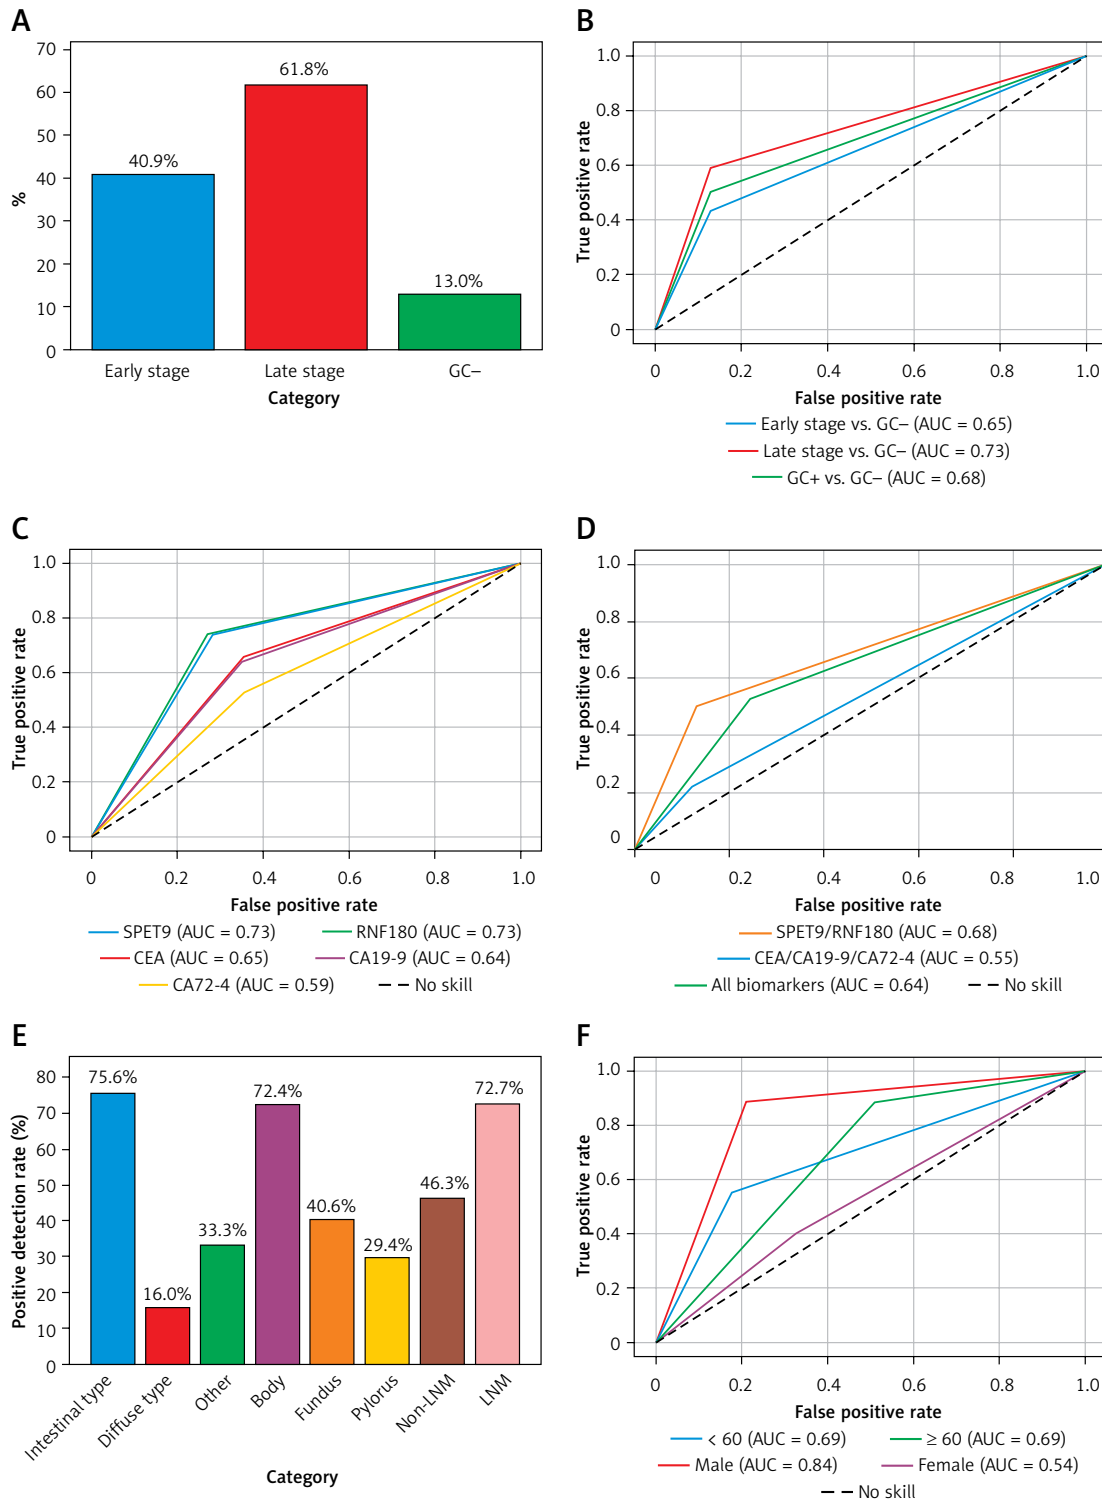 A
%
70
60
50
40
30
20
10
0
40.9%
61.8%
13.0%
Early stage Late stage GC–
Category
B
True positive rate
1.0
0.8
0.6
0.4
0.2
0
0 0.2 0.4 0.6 0.8 1.0
False positive rate
Early stage vs. GC– (AUC = 0.65)
Late stage vs. GC– (AUC = 0.73)
GC+ vs. GC– (AUC = 0.68)
C
True positive rate
1.0
0.8
0.6
0.4
0.2
0
0 0.2 0.4 0.6 0.8 1.0
False positive rate
SPET9 (AUC = 0.73) RNF180 (AUC = 0.73)
CEA (AUC = 0.65) CA19-9 (AUC = 0.64)
CA72-4 (AUC = 0.59) No skill
D
True positive rate
1.0
0.8
0.6
0.4
0.2
0
0 0.2 0.4 0.6 0.8 1.0
False positive rate
SPET9/RNF180 (AUC = 0.68)
CEA/CA19-9/CA72-4 (AUC = 0.55)
All biomarkers (AUC = 0.64) No skill
E
Positive detection rate (%)
80
70
60
50
40
30
20
10
0
75.6%
16.0%
33.3%
72.4%
40.6%
29.4%
46.3%
72.7%
Intestinal type
Diffuse type
Other
Body
Fundus
Pylorus
Non-LNM
LNM
Category
F
True positive rate
1.0
0.8
0.6
0.4
0.2
0
0 0.2 0.4 0.6 0.8 1.0
False positive rate
< 60 (AUC = 0.69) ≥ 60 (AUC = 0.69)
Male (AUC = 0.84) Female (AUC = 0.54)
No skill